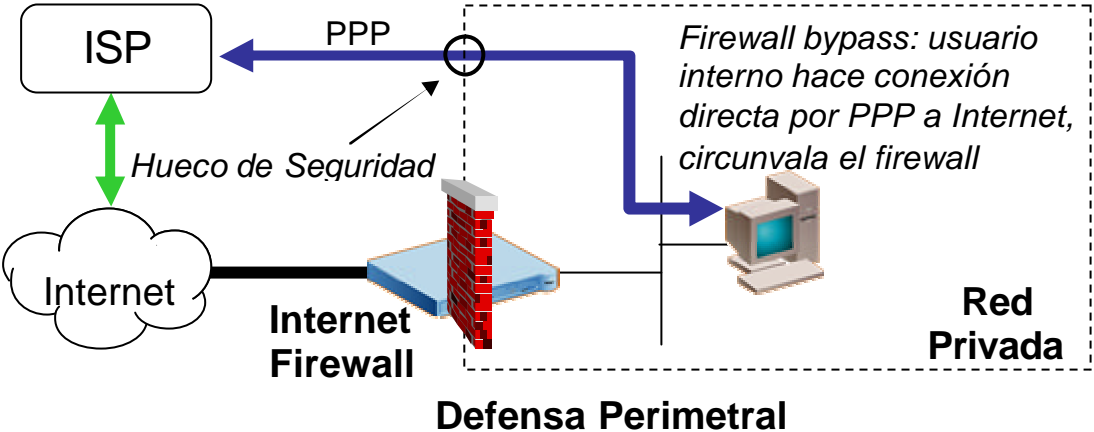 ISP
PPP
Firewall bypass: usuario
interno hace conexión
directa por PPP a Internet,
circunvala el firewall
Hueco de Seguridad
Internet
Internet
Firewall
Red
Privada
Defensa Perimetral